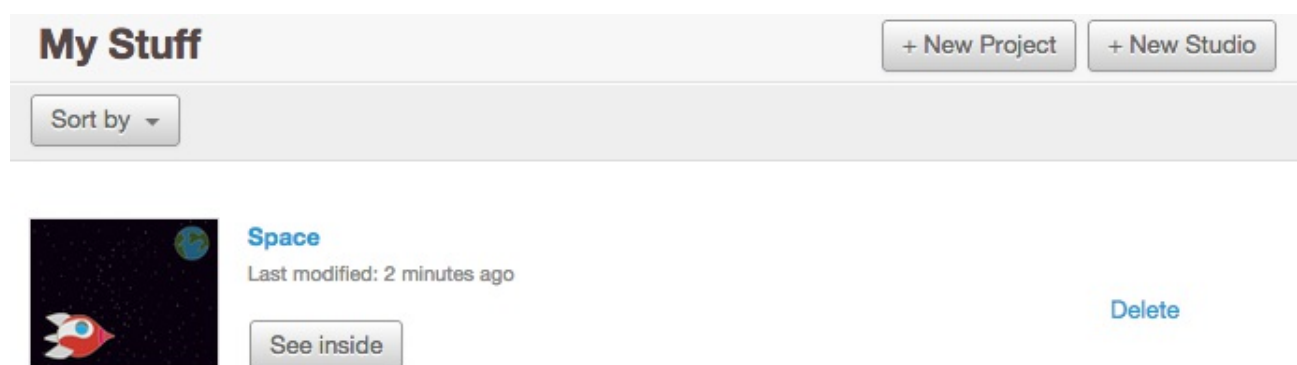 My Stuff
+ New Project
+ New Studio
Sort by
Space
Last modified: 2 minutes ago
Delete
See inside